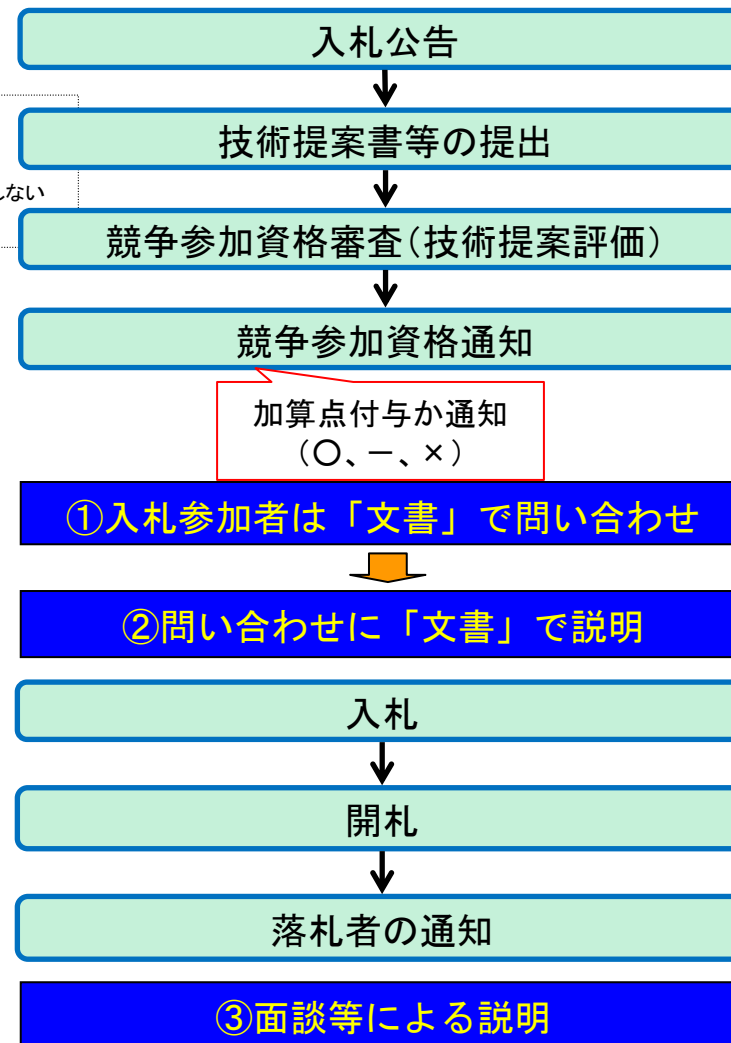 入札公告
技術提案書等の提出
ない
競争参加資格審査（技術提案評価）
競争参加資格通知
加算点付与か通知
（〇、－、×）
①入札参加者は「文書」で問い合わせ
②問い合わせに「文書」で説明
入札
開札
落札者の通知
③面談等による説明